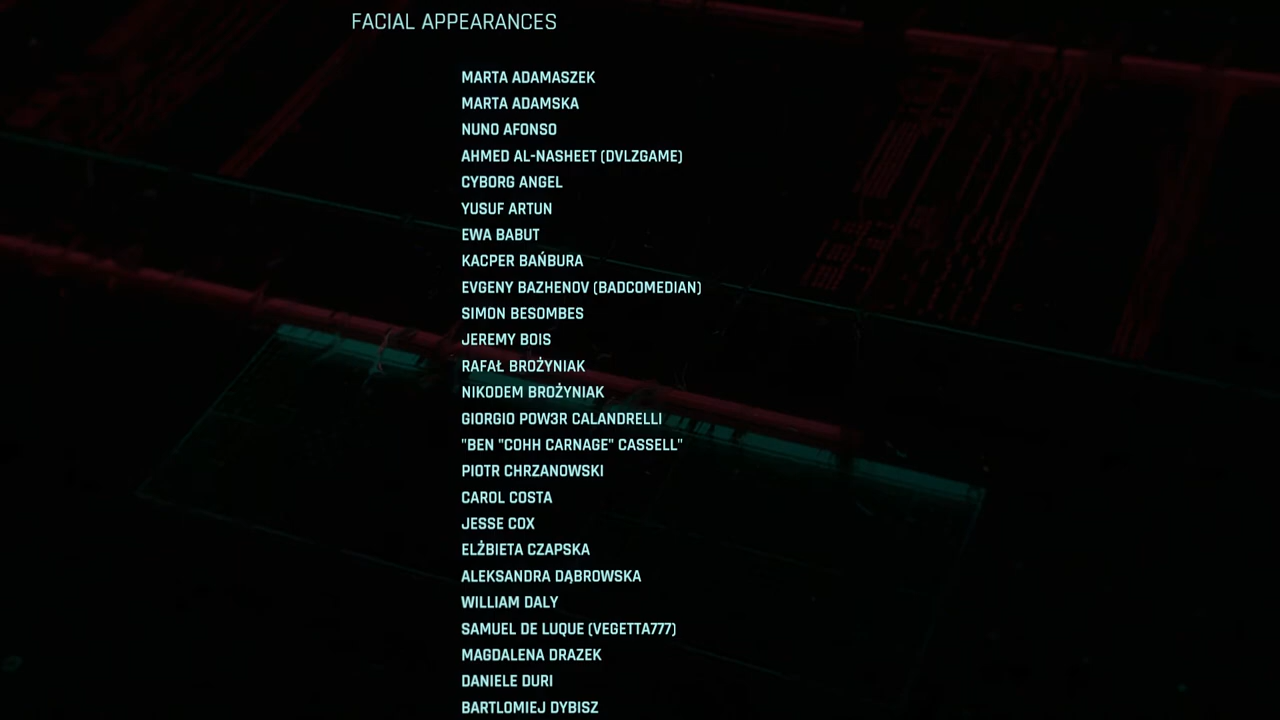 FACIAL APPEARANCES
MARTA ADAMASZEK
MARTA ADAMSKA
NUNO AFONSO
AHMED AL-NASHEET (DVLZGAME)
CYBORG ANGEL
YUSUF ARTUN
EWA BABUT
KACPER BAŃBURA
EVGENY BAZHENOV (BADCOMEDIAN)
SIMON BESOMBES
JEREMY BOIS
RAFAŁ BROŻYNIAK
NIKODEM BROŻYNIAK
GIORGIO POW3R CALANDRELLI
"BEN "COHH CARNAGE" CASSELL"
PIOTR CHRZANOWSKI
CAROL COSTA
JESSE COX
ELŻBIETA CZAPSKA
ALEKSANDRA DĄBROWSKA
WILLIAM DALY
SAMUEL DE LUQUE (VEGETTA777)
MAGDALENA DRAZEK
DANIELE DURI
BARTLOMIEJ DYBISZ